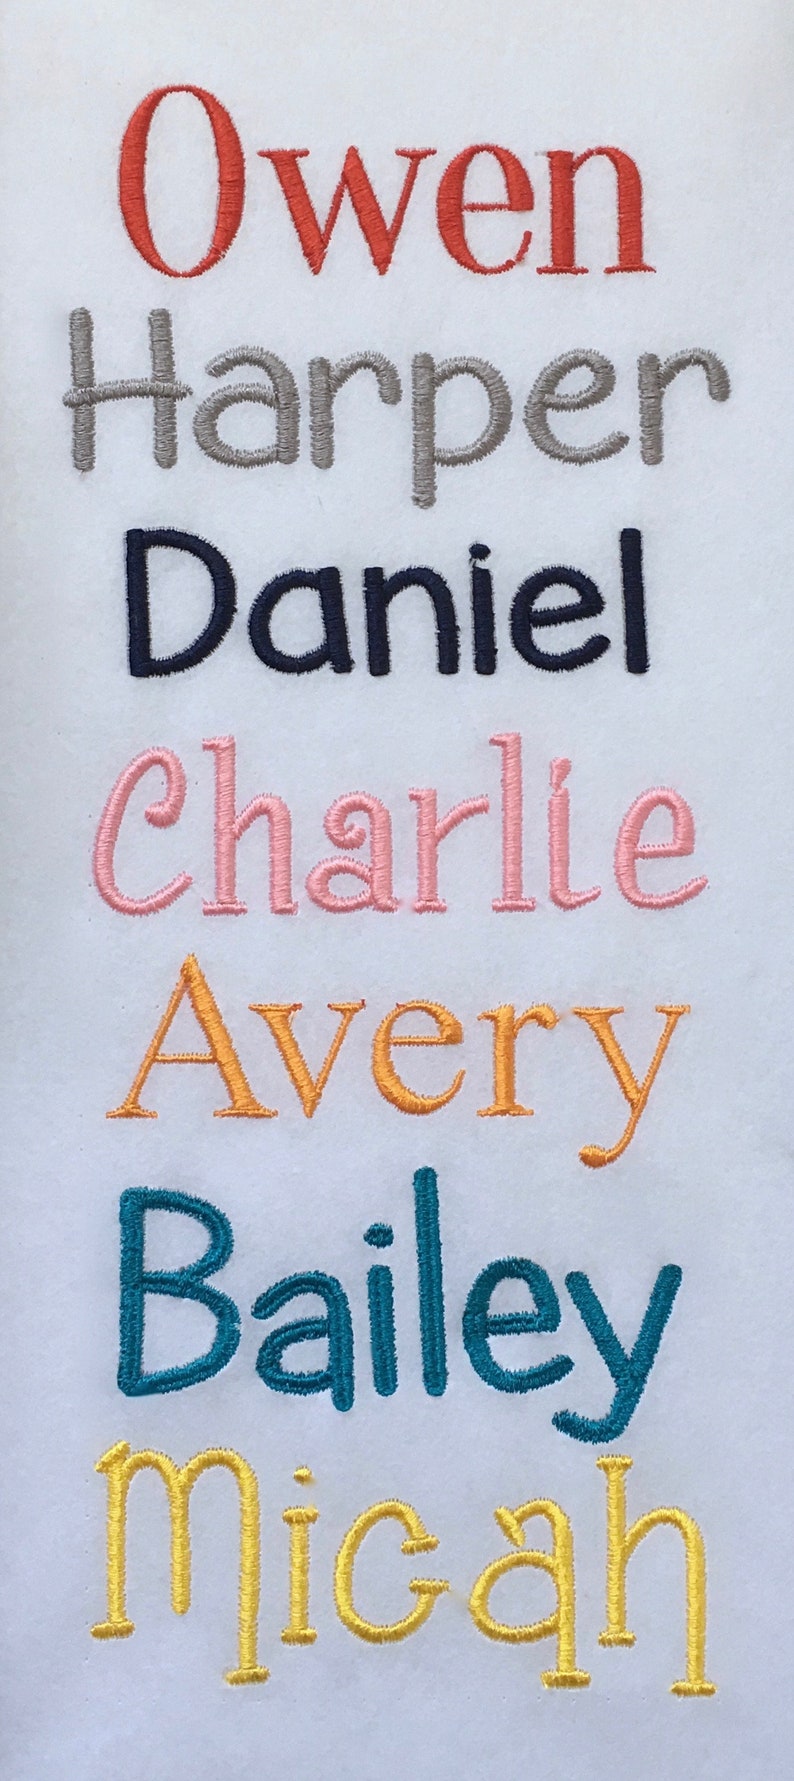 Owen
Harper
Daniel
Charlie
Avery
Bailey
Micah